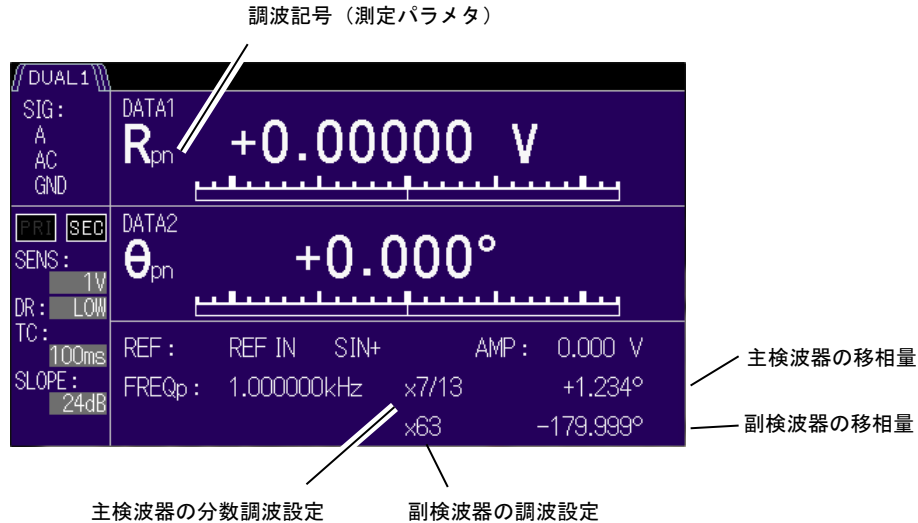 調波記号（測定パラメタ）
DUAL1
SIG:
A
AC
GND
DATA1
Rpn +0.00000 V
PRI SEC
SENS:
1V
DR: LOW
TC:
100ms
SLOPE:
24dB
DATA2
θpn +0.000°
REF: REF IN SIN+ AMP: 0.000 V
FREQp: 1.000000kHz x7/13 +1.234°
x63 -179.999°
主検波器の移相量
副検波器の移相量
主検波器の分数調波設定
副検波器の調波設定